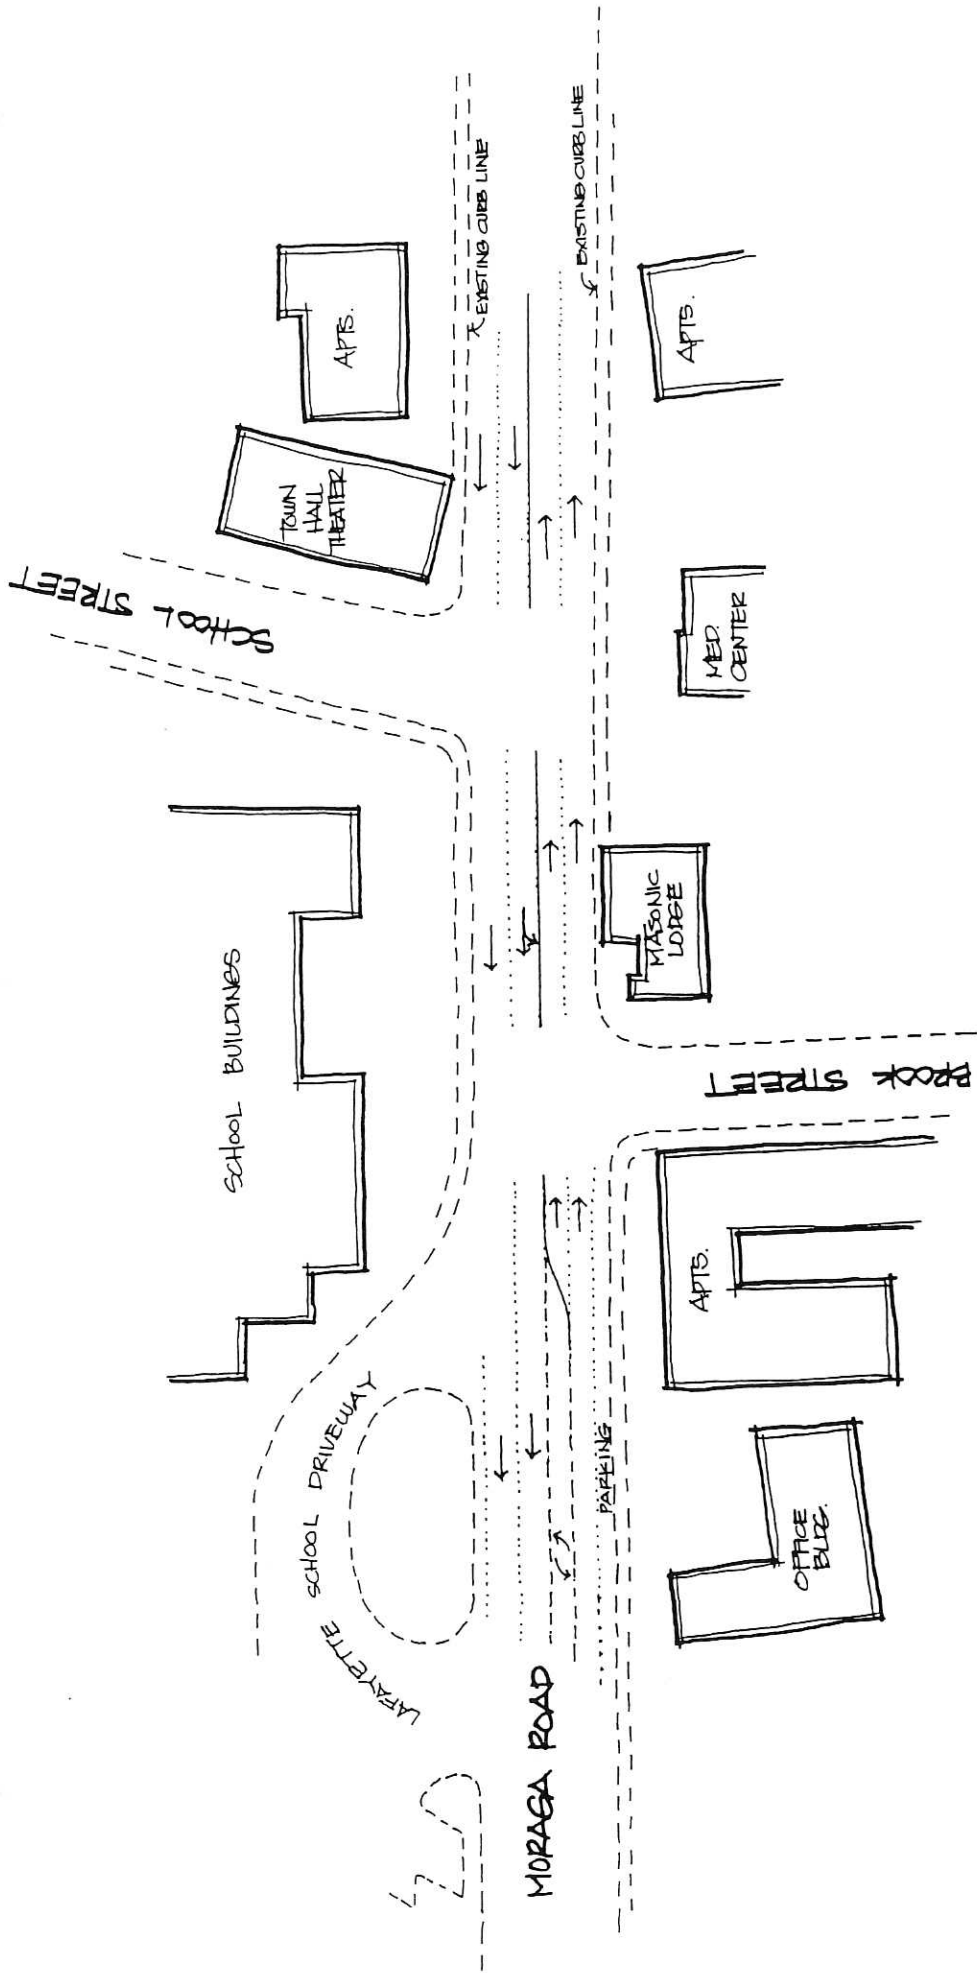 SCHOOL STREET
TOWN
HALL
THEATER
APTS.
EXISTING CURB LINE
EXISTING CURB LINE
APTS.
MED.
CENTER
SCHOOL BUILDINGS
MASONIC
LODGE
BROOK STREET
LAFAYETTE SCHOOL DRIVEWAY
MORAGA ROAD
PARKING
APTS.
OFFICE
BLDG.